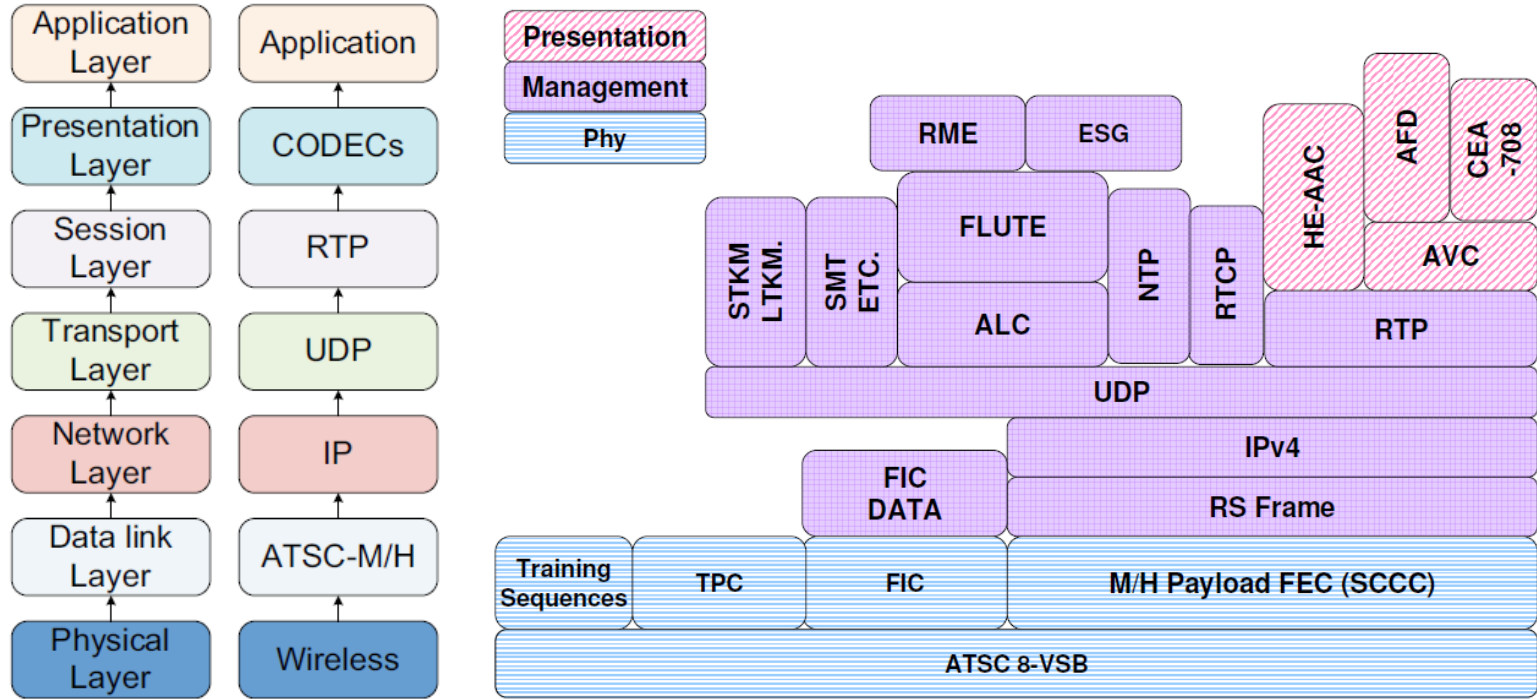 Application
Layer
Presentation
Layer
Session
Layer
Transport
Layer
Network
Layer
Data link
Layer
Physical
Layer
Application
CODECs
RTP
UDP
IP
ATSC-M/H
Wireless
Presentation
Management
Phy
RME
ESG
STKM
LTKM.
SMT
ETC.
FLUTE
ALC
NTP
RTCP
HE-AAC
AFD
CEA
-708
AVC
RTP
UDP
IPv4
FIC
DATA
RS Frame
Training
Sequences
TPC
FIC
M/H Payload FEC (SCCC)
ATSC 8-VSB